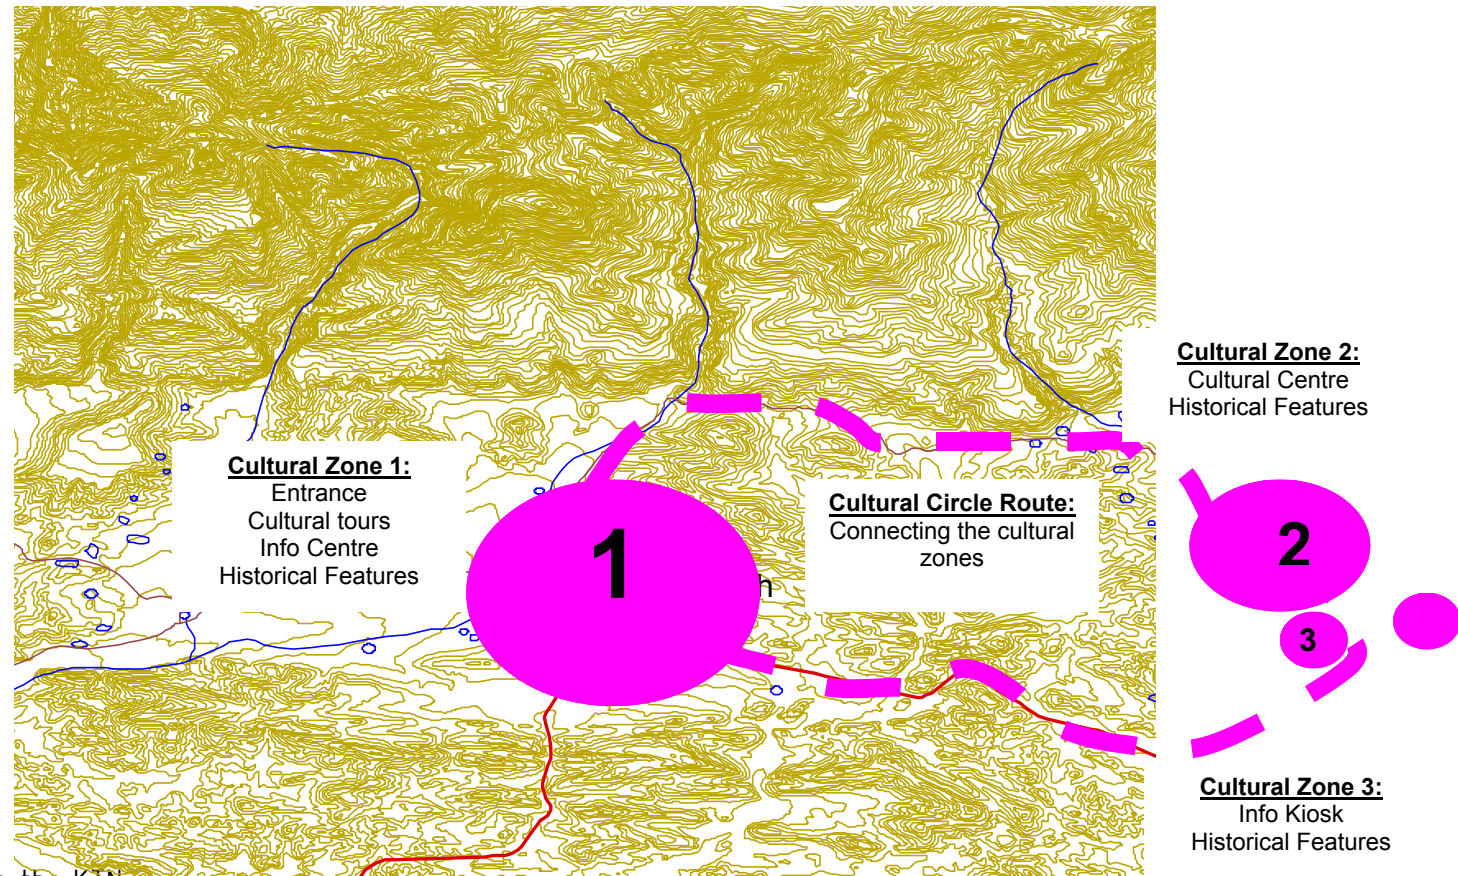 Cultural Zone 2:
Cultural Centre
Historical Features
Cultural Zone 1:
Entrance
Cultural tours
Info Centre
Historical Features
Cultural Circle Route:
Connecting the cultural
zones
1
h
2
3
Cultural Zone 3:
Info Kiosk
Historical Features